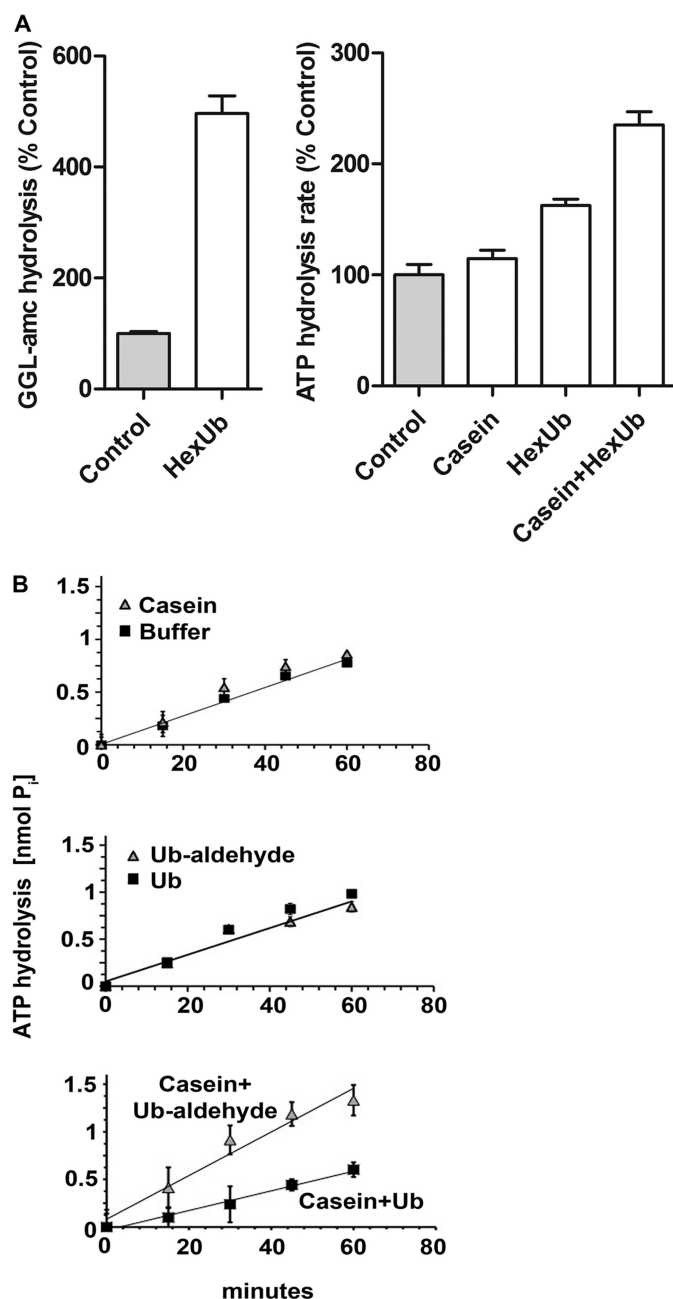 A
GGL-amc hydrolysis (% Control)
600
400
200
0
Control
HexUb
ATP hydrolysis rate (% Control)
300
250
200
100
0
Control
Casein
HexUb
Casein+HexUb
B
ATP hydrolysis [nmol Pi]
1.5
1
0.5
0
Casein
Buffer
0 20 40 60 80
1.5
1
0.5
0
Ub-aldehyde
Ub
0 20 40 60 80
1.5
1
0.5
0
Casein+
Ub-aldehyde
Casein+Ub
0 20 40 60 80
minutes